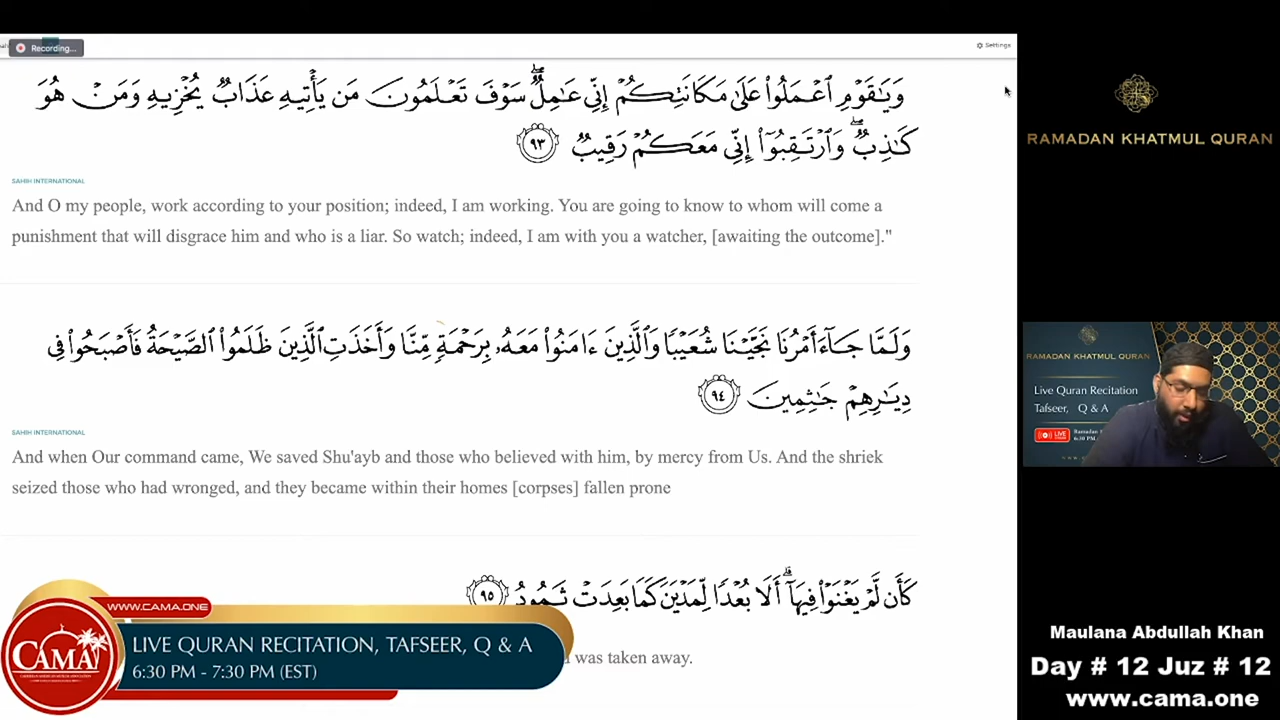 Recording...
Settings
وَيَـٰقَوْمِ ٱعْمَلُوا۟ عَلَىٰ مَكَانَتِكُمْ إِنِّى عَـٰمِلٌۭ ۖ سَوْفَ تَعْلَمُونَ مَن يَأْتِيهِ عَذَابٌۭ يُخْزِيهِ وَمَنْ هُوَ
كَـٰذِبٌۭ ۖ وَٱرْتَقِبُوٓا۟ إِنِّى مَعَكُمْ رَقِيبٌۭ ٩٣
SAHIH INTERNATIONAL
And O my people, work according to your position; indeed, I am working. You are going to know to whom will come a
punishment that will disgrace him and who is a liar. So watch; indeed, I am with you a watcher, [awaiting the outcome]."
وَلَمَّا جَآءَ أَمْرُنَا نَجَّيْنَا شُعَيْبًۭا وَٱلَّذِينَ ءَامَنُوا۟ مَعَهُۥ بِرَحْمَةٍۢ مِّنَّا وَأَخَذَتِ ٱلَّذِينَ ظَلَمُوا۟ ٱلصَّيْحَةُ فَأَصْبَحُوا۟ فِى
دِيَـٰرِهِمْ جَـٰثِمِينَ ٩٤
SAHIH INTERNATIONAL
And when Our command came, We saved Shu'ayb and those who believed with him, by mercy from Us. And the shriek
seized those who had wronged, and they became within their homes [corpses] fallen prone
كَأَن لَّمْ يَغْنَوْا۟ فِيهَآ ۗ أَلَا بُعْدًۭا لِّمَدْيَنَ كَمَا بَعِدَتْ ثَمُودُ ٩٥
was taken away.
WWW.CAMA.ONE
CAMA
LIVE QURAN RECITATION, TAFSEER, Q & A
6:30 PM - 7:30 PM (EST)
RAMADAN KHATMUL QURAN
RAMADAN KHATMUL QURAN
Live Quran Recitation
Tafseer, Q & A
LIVE
Ramadan
6:30 P
Maulana Abdullah Khan
Day # 12 Juz # 12
www.cama.one